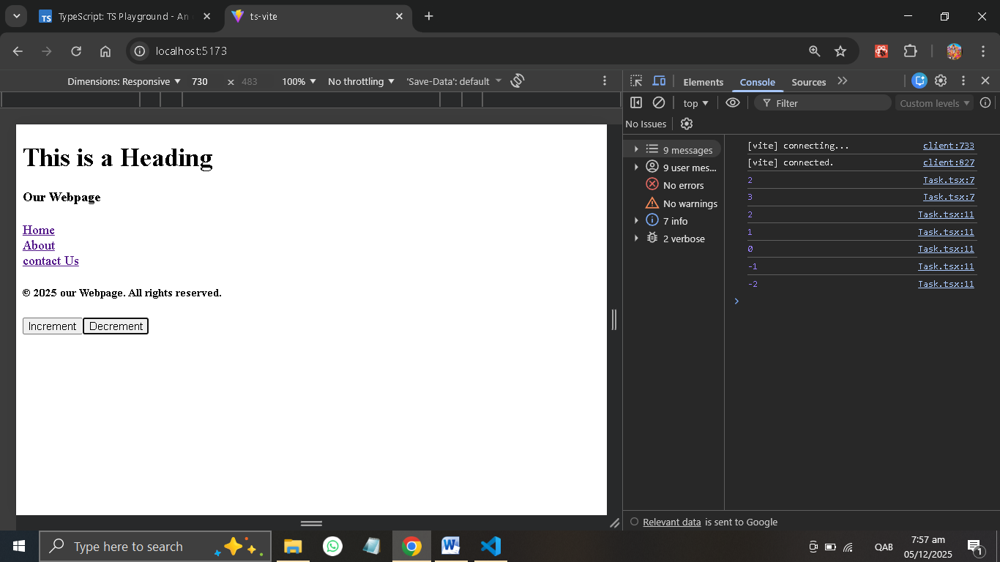 TypeScript: TS Playground - An
ts-vite
localhost:5173
Dimensions: Responsive 730 × 483 100% No throttling 'Save-Data': default
Elements Console Sources
top Filter Custom levels
No Issues
9 messages
9 user mes...
No errors
No warnings
7 info
2 verbose
[vite] connecting... client:733
[vite] connected. client:827
2 Task.tsx:7
3 Task.tsx:7
2 Task.tsx:11
1 Task.tsx:11
0 Task.tsx:11
-1 Task.tsx:11
-2 Task.tsx:11
This is a Heading
Our Webpage
Home
About
contact Us
© 2025 our Webpage. All rights reserved.
Increment Decrement
Relevant data is sent to Google
Type here to search
QAB
7:57 am
05/12/2025
1